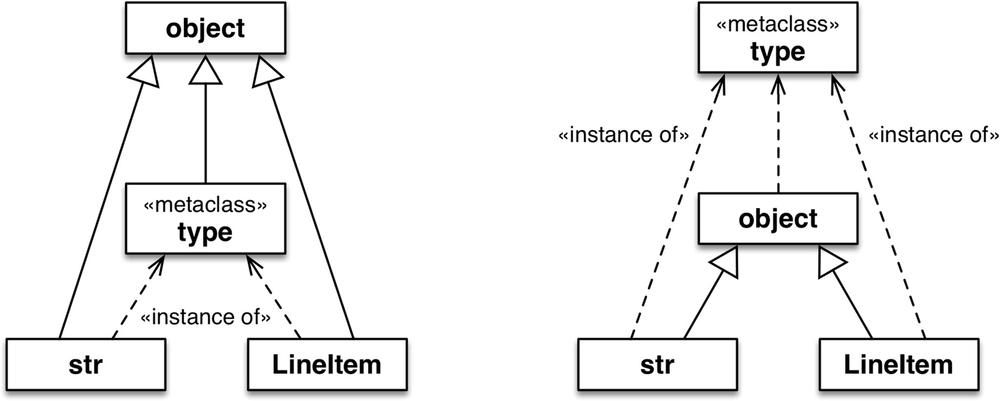 object
«metaclass»
type
«instance of»
str
LineItem
«metaclass»
type
«instance of»
«instance of»
object
str
LineItem